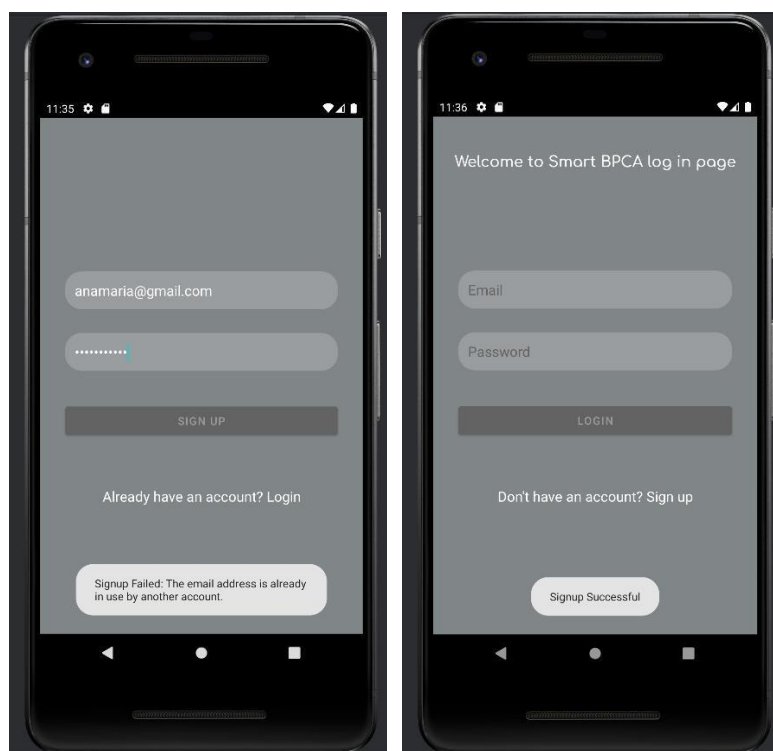 11:35
anamaria@gmail.com
•••••••••••
SIGN UP
Already have an account? Login
Signup Failed: The email address is already
in use by another account.
11:36
Welcome to Smart BPCA log in page
Email
Password
LOGIN
Don't have an account? Sign up
Signup Successful